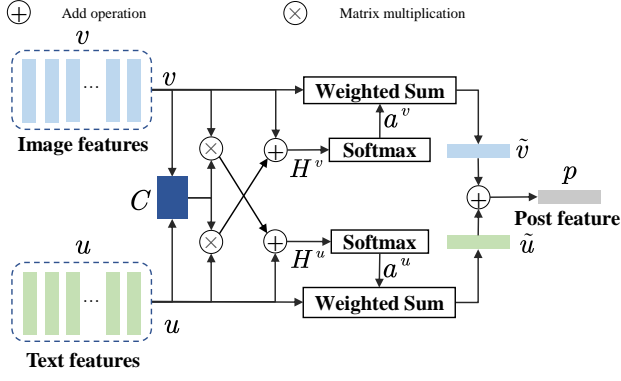 Add operation
Matrix multiplication
v
v
...
Image features
Weighted Sum
a^v
Softmax
H^v
ṽ
C
p
Post feature
u
H^u
Softmax
ũ
a^u
...
u
Weighted Sum
Text features